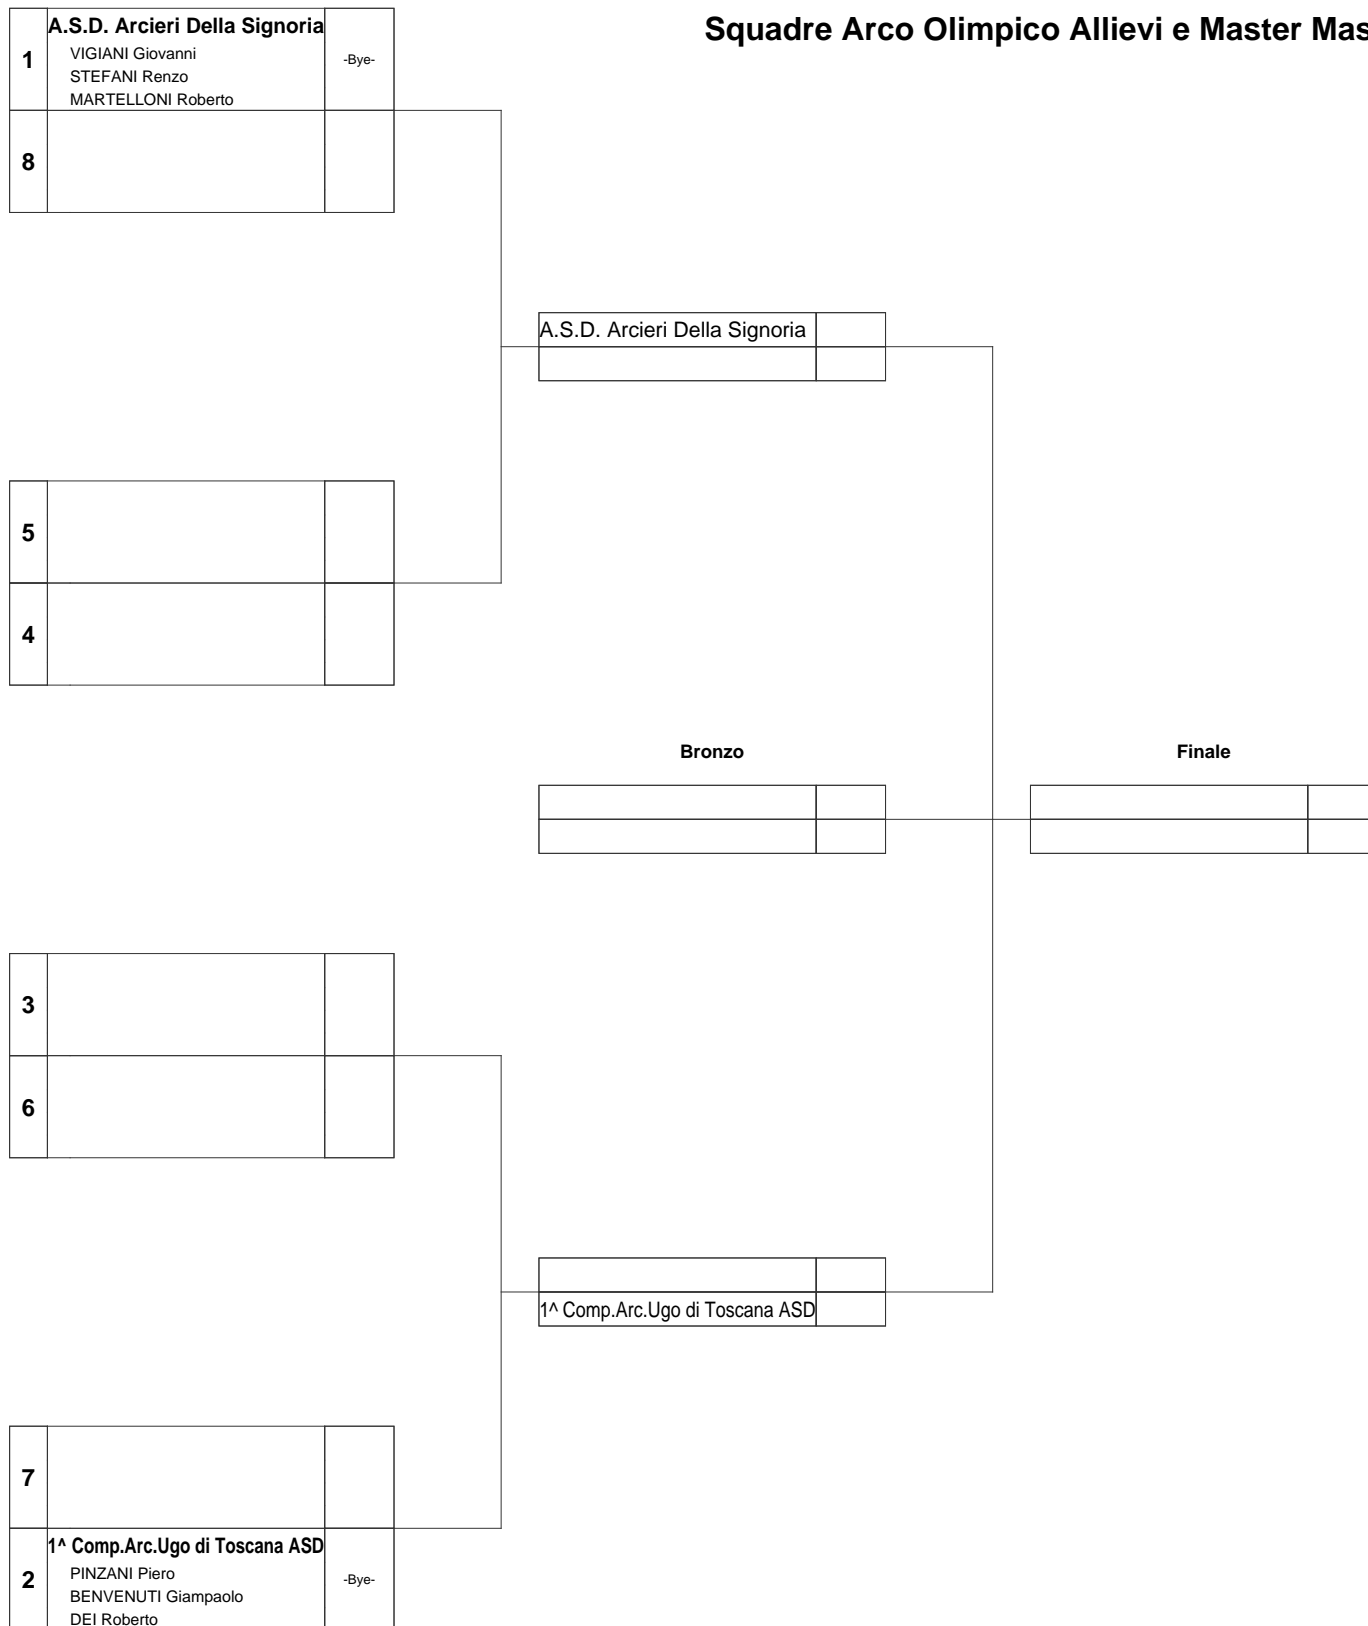 Squadre Arco Olimpico Allievi e Master Mas
A.S.D. Arcieri Della Signoria
1
VIGIANI Giovanni
-Bye-
STEFANI Renzo
MARTELLONI Roberto
8
A.S.D. Arcieri Della Signoria
5
4
Bronzo
Finale
3
6
1^ Comp.Arc.Ugo di Toscana ASD
7
1^ Comp.Arc.Ugo di Toscana ASD
2
PINZANI Piero
-Bye-
BENVENUTI Giampaolo
DEI Roberto